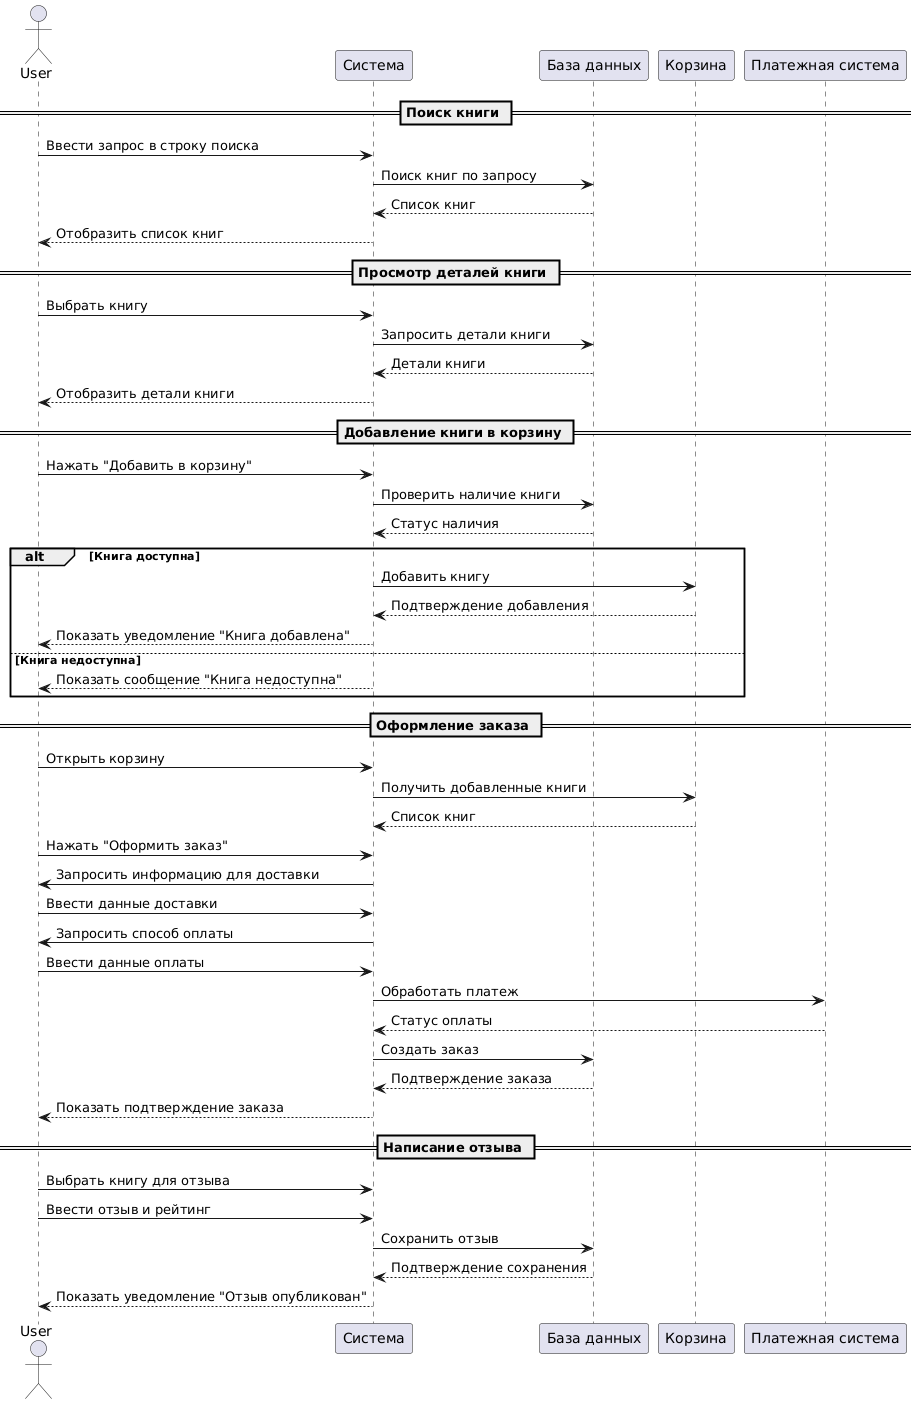 User
Система
База данных
Корзина
Платежная система
Поиск книги
Ввести запрос в строку поиска
Поиск книг по запросу
Список книг
Отобразить список книг
Просмотр деталей книги
Выбрать книгу
Запросить детали книги
Детали книги
Отобразить детали книги
Добавление книги в корзину
Нажать "Добавить в корзину"
Проверить наличие книги
Статус наличия
alt [Книга доступна]
Добавить книгу
Подтверждение добавления
Показать уведомление "Книга добавлена"
[Книга недоступна]
Показать сообщение "Книга недоступна"
Оформление заказа
Открыть корзину
Получить добавленные книги
Список книг
Нажать "Оформить заказ"
Запросить информацию для доставки
Ввести данные доставки
Запросить способ оплаты
Ввести данные оплаты
Обработать платеж
Статус оплаты
Создать заказ
Подтверждение заказа
Показать подтверждение заказа
Написание отзыва
Выбрать книгу для отзыва
Ввести отзыв и рейтинг
Сохранить отзыв
Подтверждение сохранения
Показать уведомление "Отзыв опубликован"
User
Система
База данных
Корзина
Платежная система